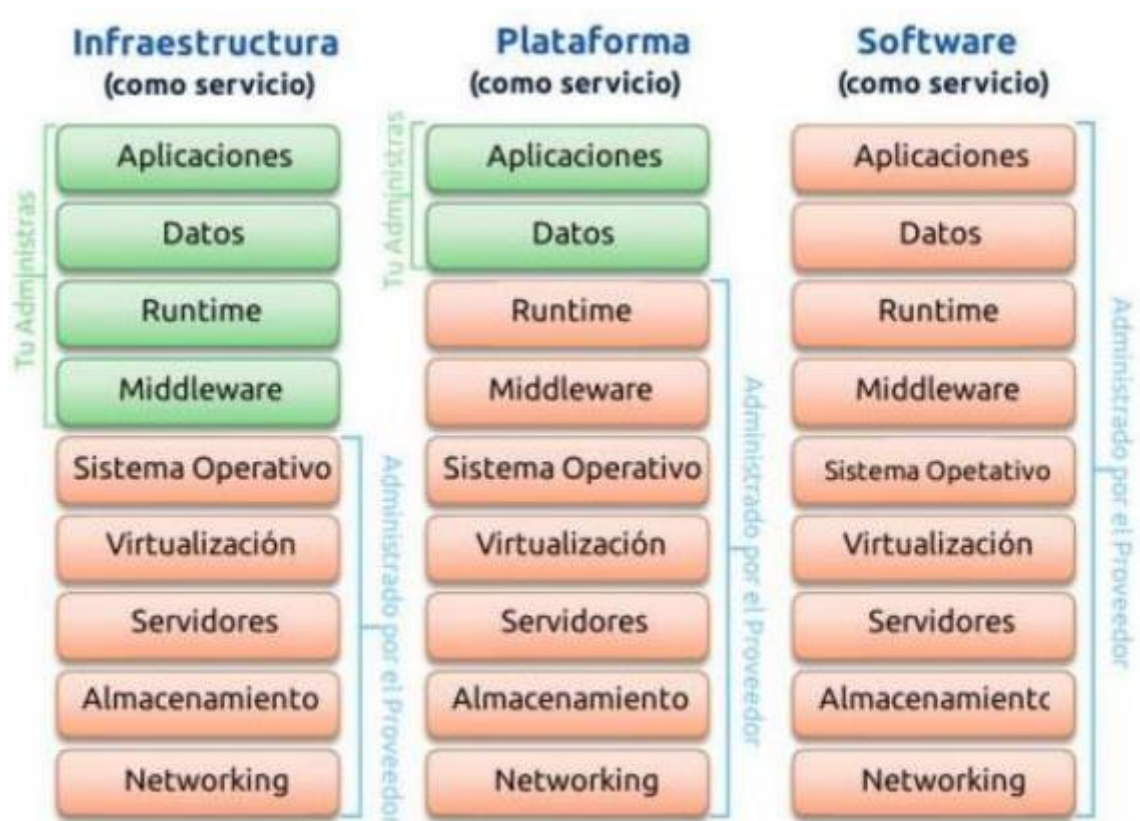 Infraestructura
(como servicio)
Tu Administras
Aplicaciones
Datos
Runtime
Middleware
Sistema Operativo
Virtualización
Servidores
Almacenamiento
Networking
Administrado por el Proveedor
Plataforma
(como servicio)
Tu Administras
Aplicaciones
Datos
Runtime
Middleware
Sistema Operativo
Virtualización
Servidores
Almacenamiento
Networking
Administrado por el Proveedor
Software
(como servicio)
Aplicaciones
Datos
Runtime
Middleware
Sistema Opetativo
Virtualización
Servidores
Almacenamiento
Networking
Administrado por el Proveedor